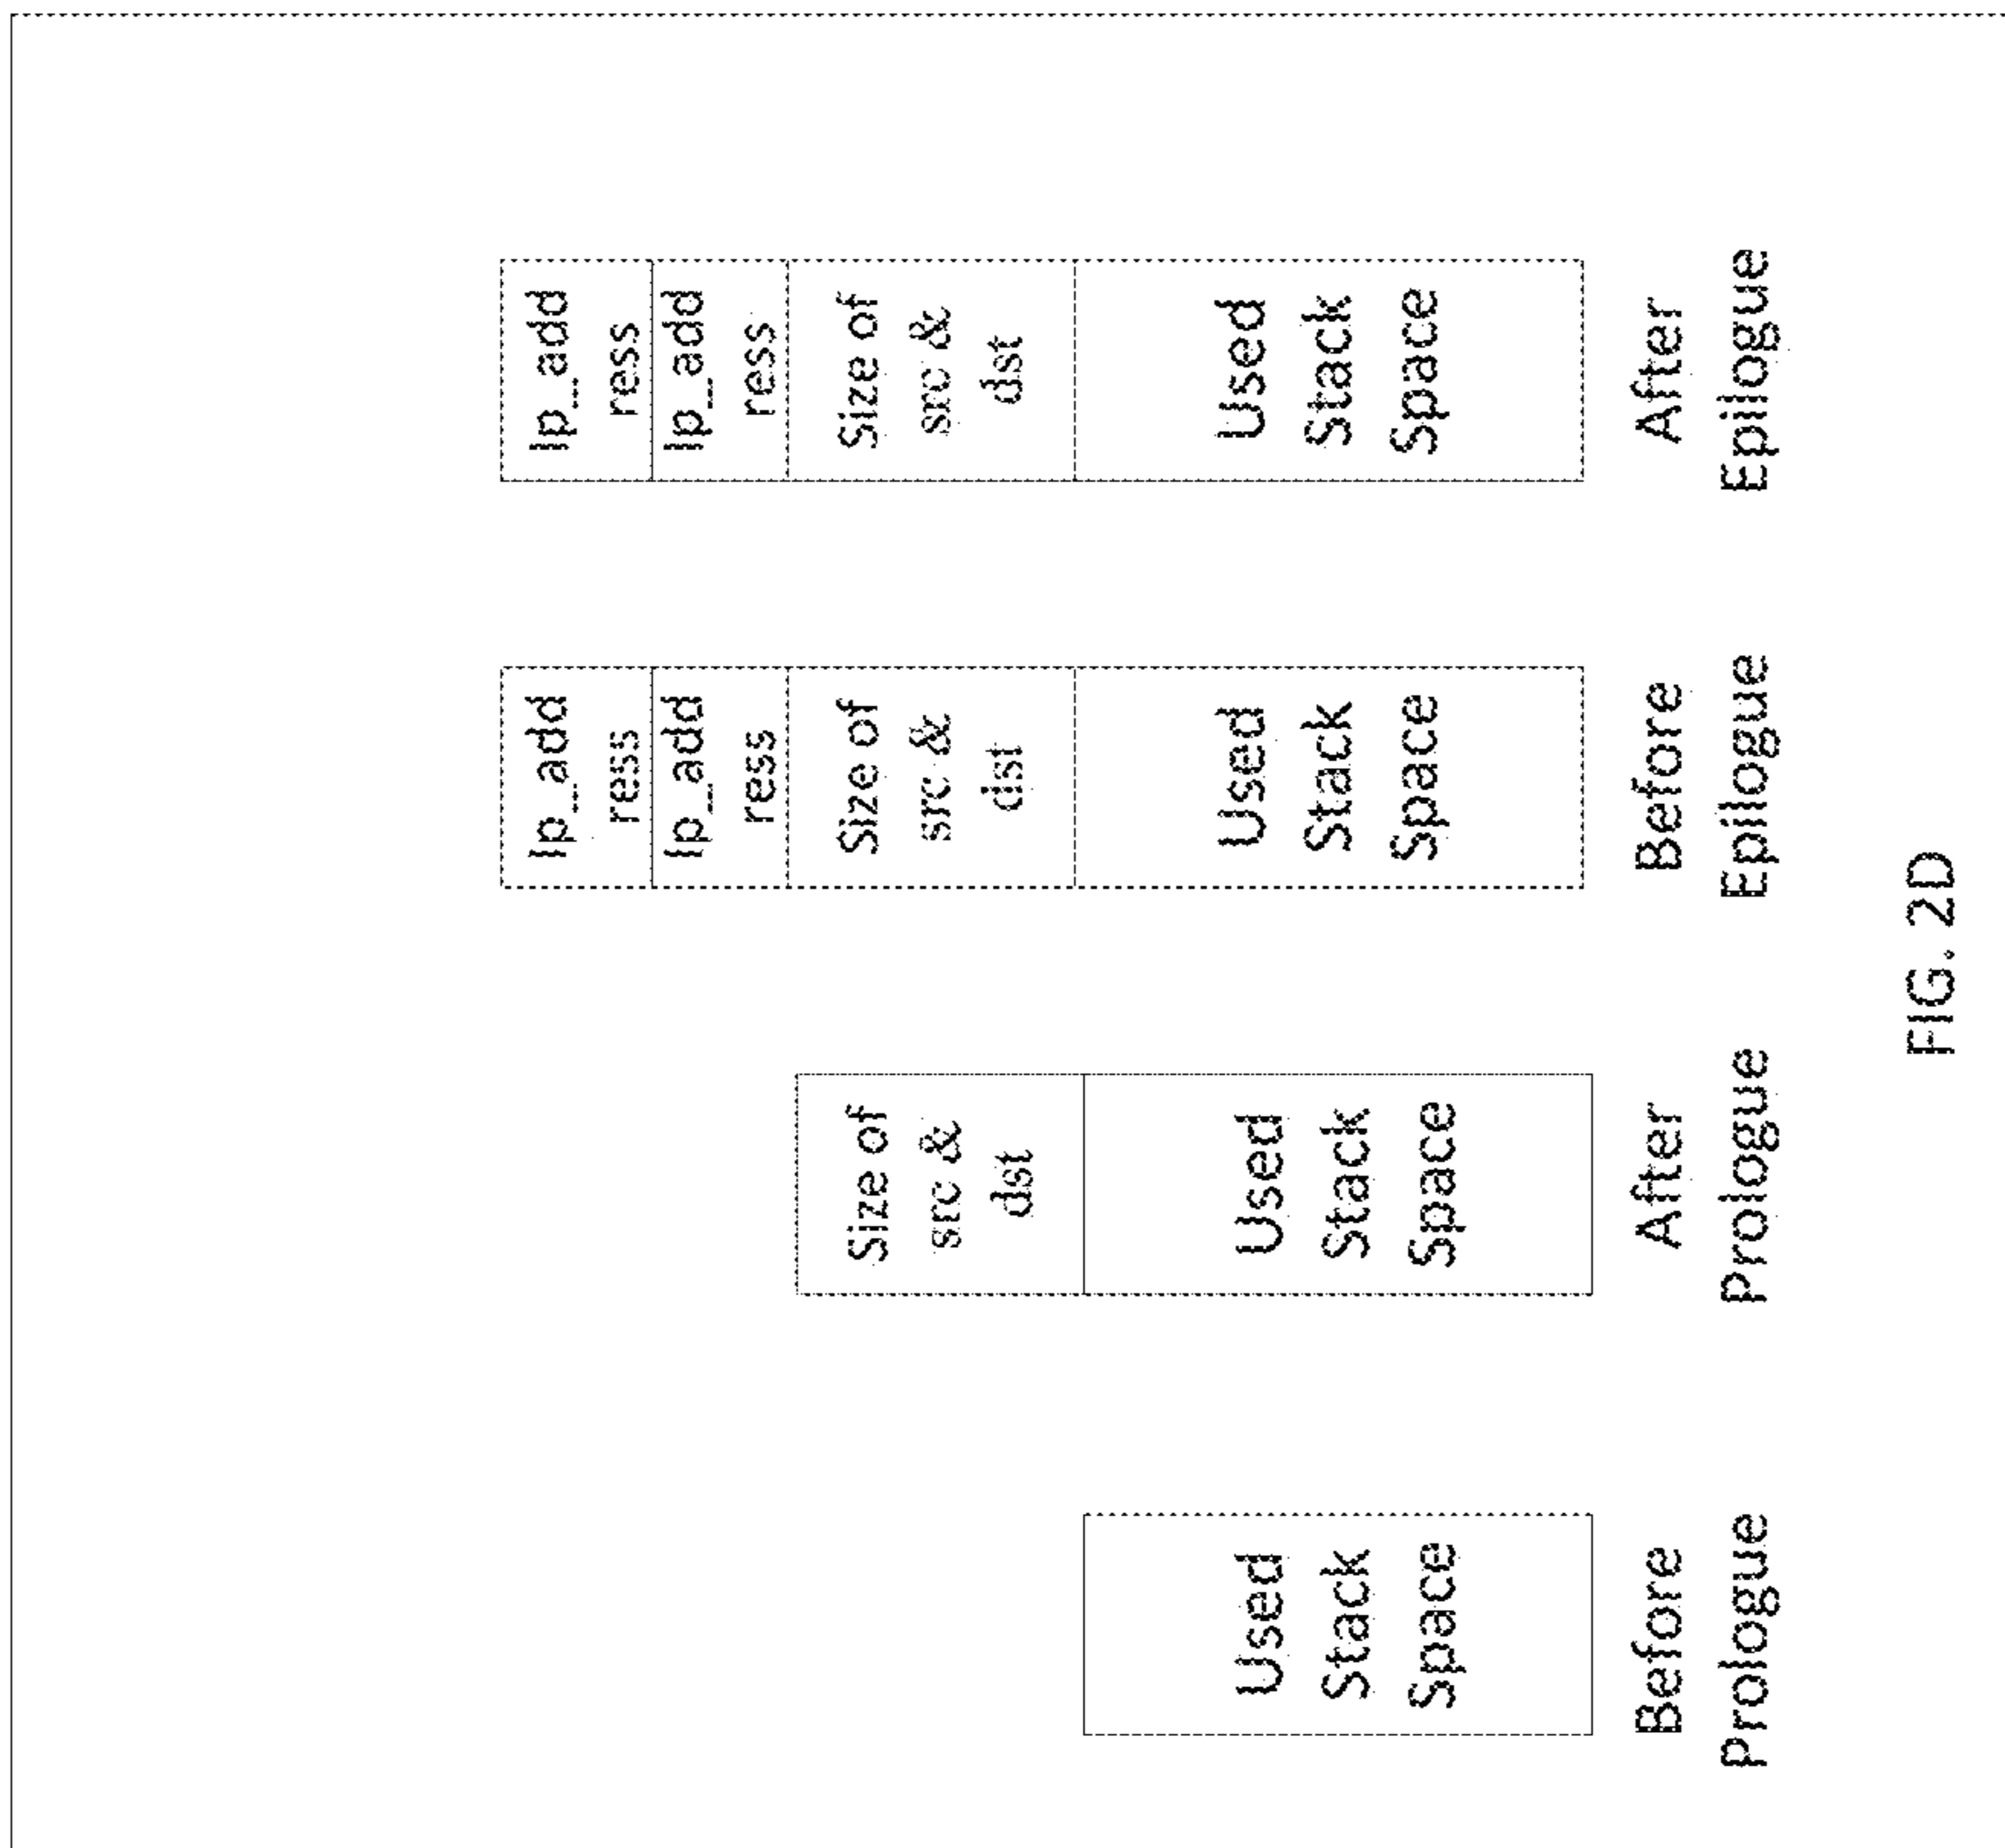 Used
Stack
Space
Before
Prologue
Size of
src &
dst
Used
Stack
Space
After
Prologue
lp_add
ress
lp_add
ress
Size of
src &
dst
Used
Stack
Space
Before
Epilogue
lp_add
ress
lp_add
ress
Size of
src &
dst
Used
Stack
Space
After
Epilogue
FIG. 2D